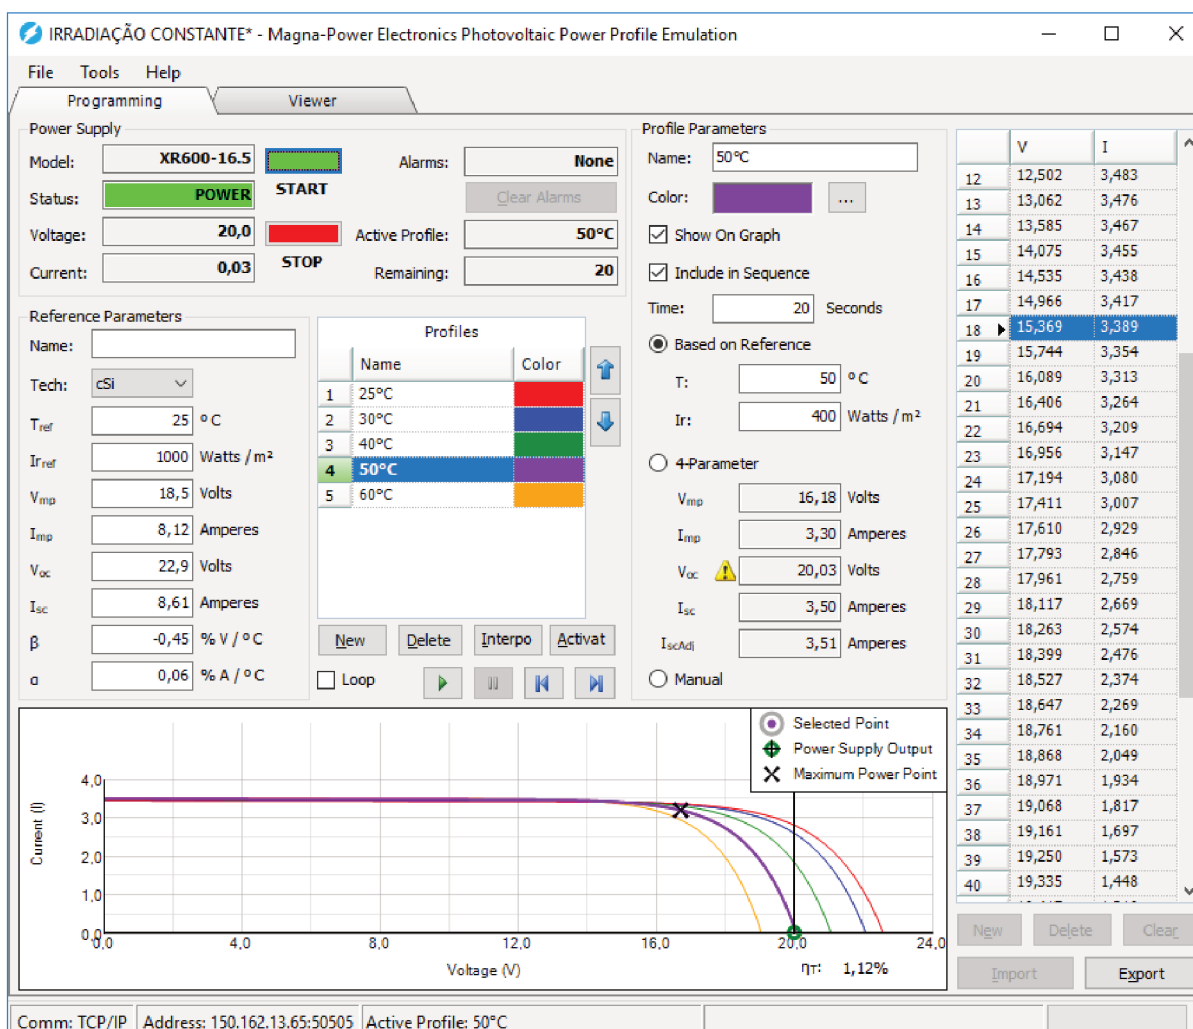 IRRADIAÇÃO CONSTANTE* - Magna-Power Electronics Photovoltaic Power Profile Emulation
File Tools Help
Programming Viewer
Power Supply
Model: XR600-16.5 START Alarms: None
Status: POWER Clear Alarms
Voltage: 20,0 STOP Active Profile: 50°C
Current: 0,03 Remaining: 20
Reference Parameters
Name:
Tech: cSi
Tref 25 °C
Irref 1000 Watts / m²
Vmp 18,5 Volts
Imp 8,12 Amperes
Voc 22,9 Volts
Isc 8,61 Amperes
β -0,45 % V / °C
α 0,06 % A / °C
Profiles
Name Color
1 25°C
2 30°C
3 40°C
4 50°C
5 60°C
New Delete Interpo Activat
Loop
Profile Parameters
Name: 50°C
Color: ...
Show On Graph
Include in Sequence
Time: 20 Seconds
Based on Reference
T: 50 °C
Ir: 400 Watts / m²
4-Parameter
Vmp 16,18 Volts
Imp 3,30 Amperes
Voc 20,03 Volts
Isc 3,50 Amperes
IscAdj 3,51 Amperes
Manual
V I
12 12,502 3,483
13 13,062 3,476
14 13,585 3,467
15 14,075 3,455
16 14,535 3,438
17 14,966 3,417
18 15,369 3,389
19 15,744 3,354
20 16,089 3,313
21 16,406 3,264
22 16,694 3,209
23 16,956 3,147
24 17,194 3,080
25 17,411 3,007
26 17,610 2,929
27 17,793 2,846
28 17,961 2,759
29 18,117 2,669
30 18,263 2,574
31 18,399 2,476
32 18,527 2,374
33 18,647 2,269
34 18,761 2,160
35 18,868 2,049
36 18,971 1,934
37 19,068 1,817
38 19,161 1,697
39 19,250 1,573
40 19,335 1,448
New Delete Clear
Import Export
Selected Point
Power Supply Output
Maximum Power Point
Current (I)
4,0
3,0
2,0
1,0
0,0
0,0 4,0 8,0 12,0 16,0 20,0 24,0
Voltage (V)
ηT: 1,12%
Comm: TCP/IP Address: 150.162.13.65:50505 Active Profile: 50°C